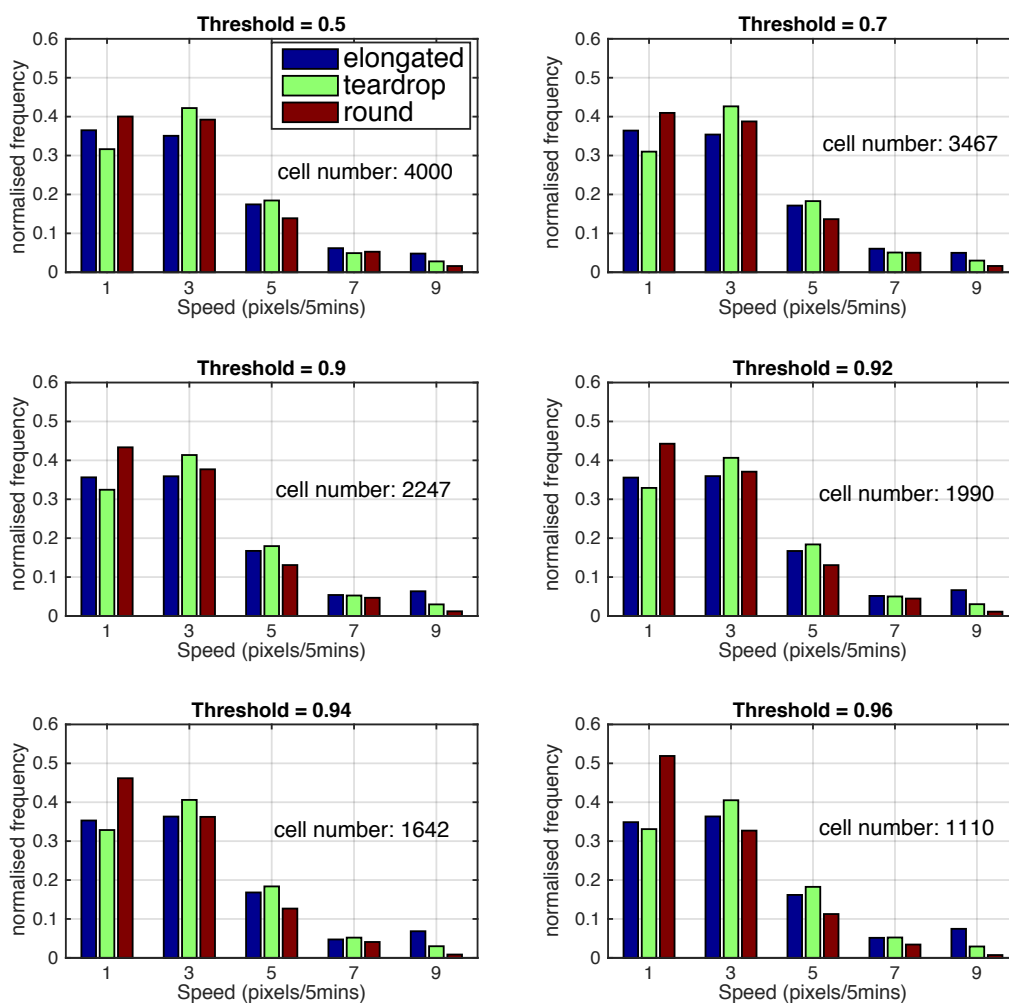 Threshold = 0.5
0.6
0.5
0.4
0.3
0.2
0.1
0
normalised frequency
elongated
teardrop
round
cell number: 4000
1 3 5 7 9
Speed (pixels/5mins)
Threshold = 0.7
0.6
0.5
0.4
0.3
0.2
0.1
0
normalised frequency
cell number: 3467
1 3 5 7 9
Speed (pixels/5mins)
Threshold = 0.9
0.6
0.5
0.4
0.3
0.2
0.1
0
normalised frequency
cell number: 2247
1 3 5 7 9
Speed (pixels/5mins)
Threshold = 0.92
0.6
0.5
0.4
0.3
0.2
0.1
0
normalised frequency
cell number: 1990
1 3 5 7 9
Speed (pixels/5mins)
Threshold = 0.94
0.6
0.5
0.4
0.3
0.2
0.1
0
normalised frequency
cell number: 1642
1 3 5 7 9
Speed (pixels/5mins)
Threshold = 0.96
0.6
0.5
0.4
0.3
0.2
0.1
0
normalised frequency
cell number: 1110
1 3 5 7 9
Speed (pixels/5mins)